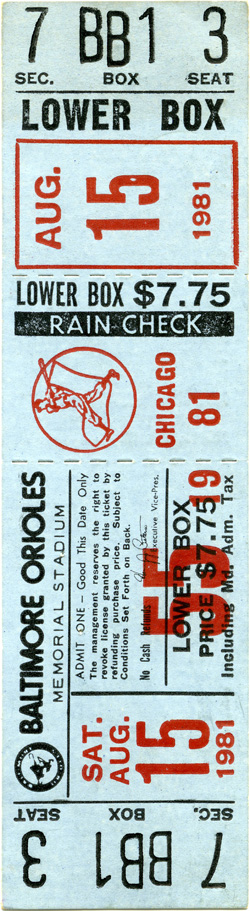 7 BB1 3
SEC. BOX SEAT
LOWER BOX
AUG. 15 1981
LOWER BOX $7.75
RAIN CHECK
CHICAGO 81
BALTIMORE ORIOLES
MEMORIAL STADIUM
ADMIT ONE — Good This Date Only
The management reserves the right to
revoke license granted by this ticket by
refunding purchase price. Subject to
Conditions Set Forth on Back.
No Cash Refunds
Executive Vice-Pres.
LOWER BOX
PRICE $7.75
Including Md. Adm. Tax
SAT.
AUG. 15 1981
SEC. BOX SEAT
7 BB1 3